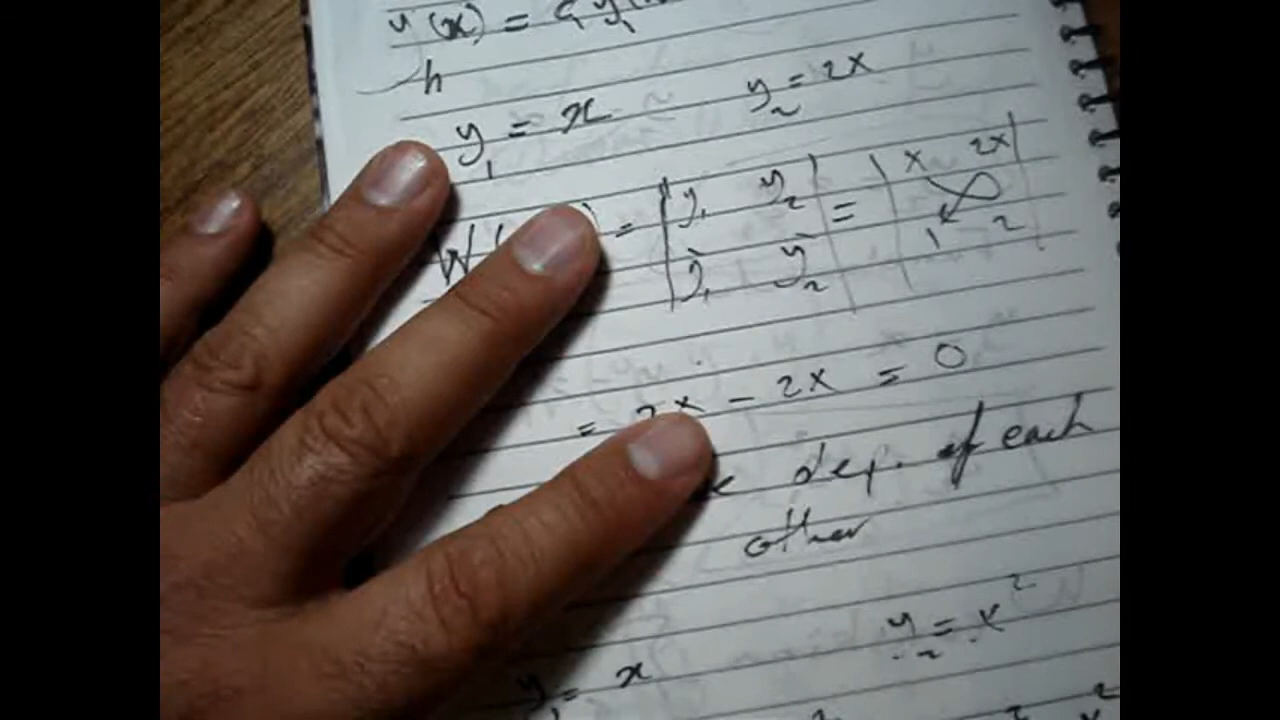 y(x) = c₁y₁(
h
y₁ = x y₂ = 2x
W( ) = | y₁ y₂ | = | x 2x |
| y₁' y₂' | | 1 2 |
= 2x - 2x = 0
dep. of each
other
y₁ = x y₂ = x²